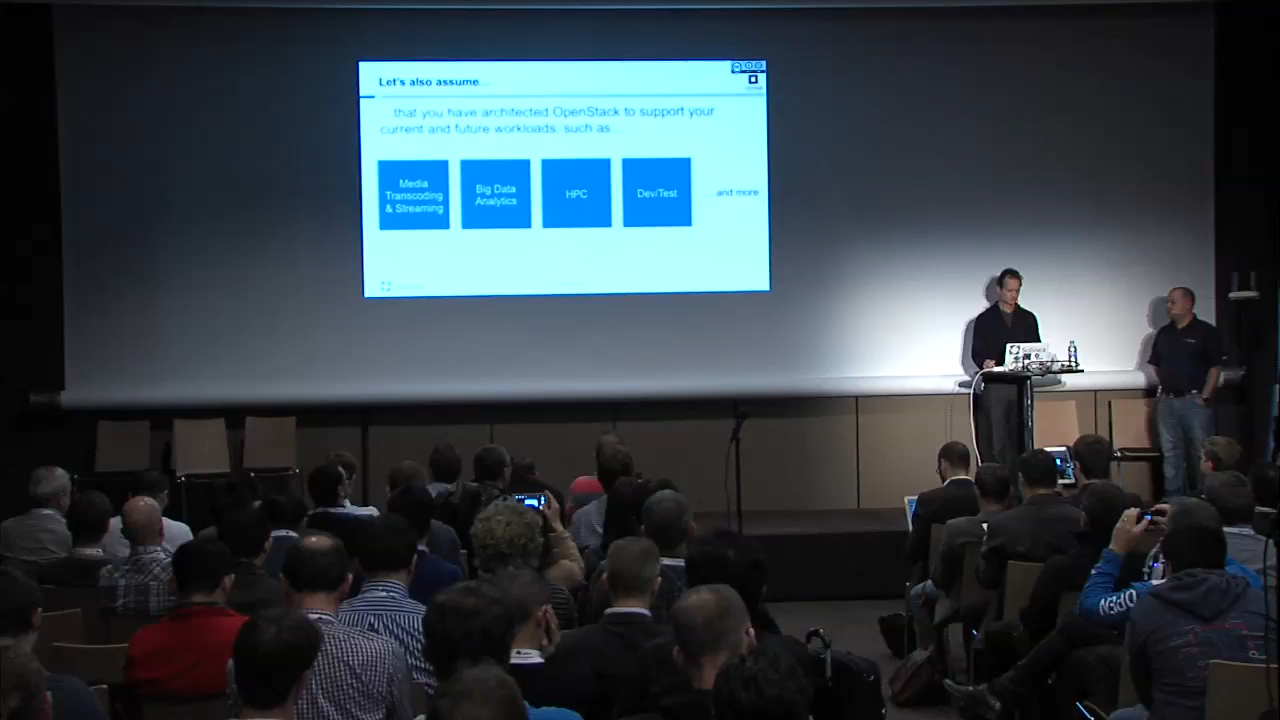 Let's also assume...
...that you have architected OpenStack to support your
current and future workloads, such as...
Media
Transcoding
& Streaming
Big Data
Analytics
HPC
Dev/Test
and more
Solinea
OPEN